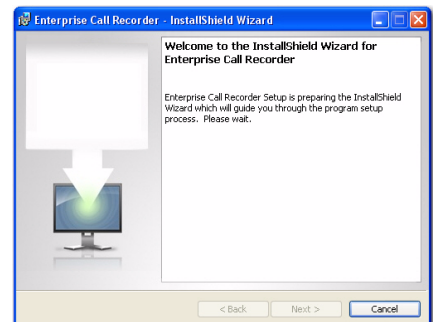 Enterprise Call Recorder - InstallShield Wizard
Welcome to the InstallShield Wizard for
Enterprise Call Recorder
Enterprise Call Recorder Setup is preparing the InstallShield
Wizard which will guide you through the program setup
process. Please wait.
< Back
Next >
Cancel